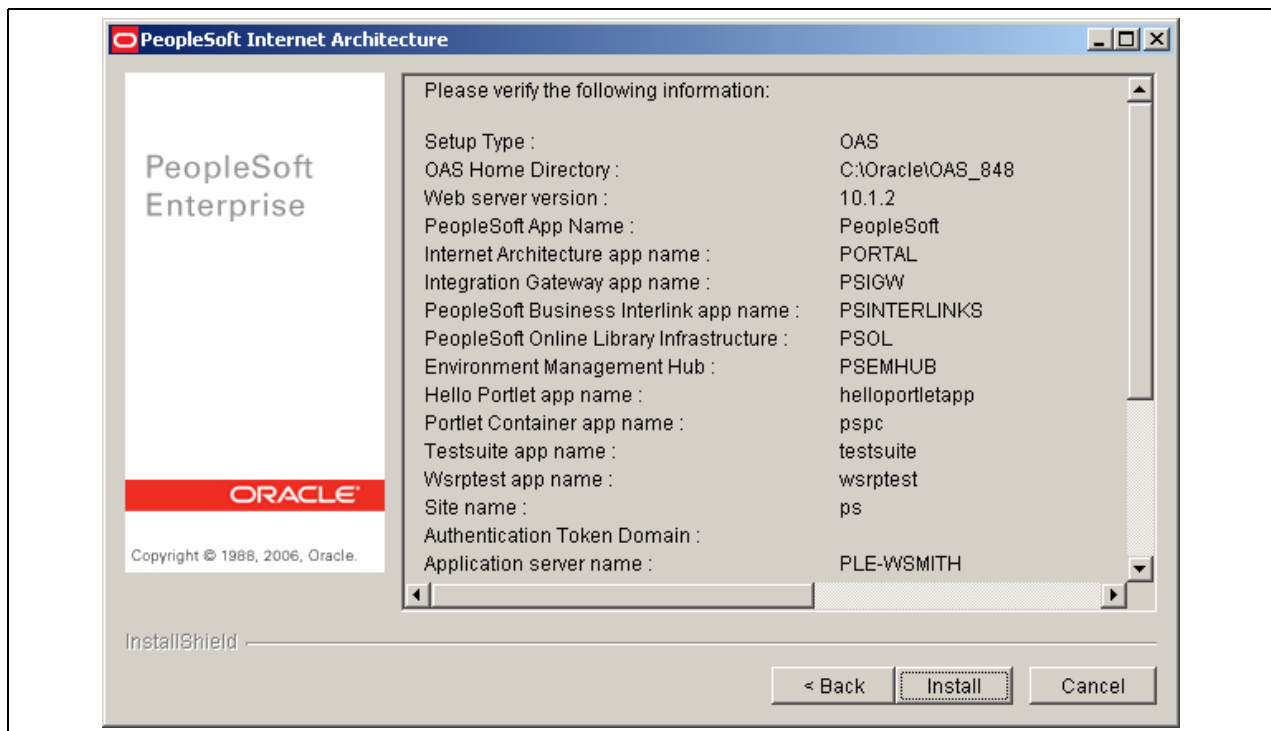 PeopleSoft Internet Architecture
PeopleSoft
Enterprise
ORACLE
Copyright © 1988, 2006, Oracle.
Please verify the following information:
Setup Type : OAS
OAS Home Directory : C:\Oracle\OAS_848
Web server version : 10.1.2
PeopleSoft App Name : PeopleSoft
Internet Architecture app name : PORTAL
Integration Gateway app name : PSIGW
PeopleSoft Business Interlink app name : PSINTERLINKS
PeopleSoft Online Library Infrastructure : PSOL
Environment Management Hub : PSEMHUB
Hello Portlet app name : helloportletapp
Portlet Container app name : pspc
Testsuite app name : testsuite
Wsrptest app name : wsrptest
Site name : ps
Authentication Token Domain :
Application server name : PLE-WSMITH
InstallShield
< Back Install Cancel